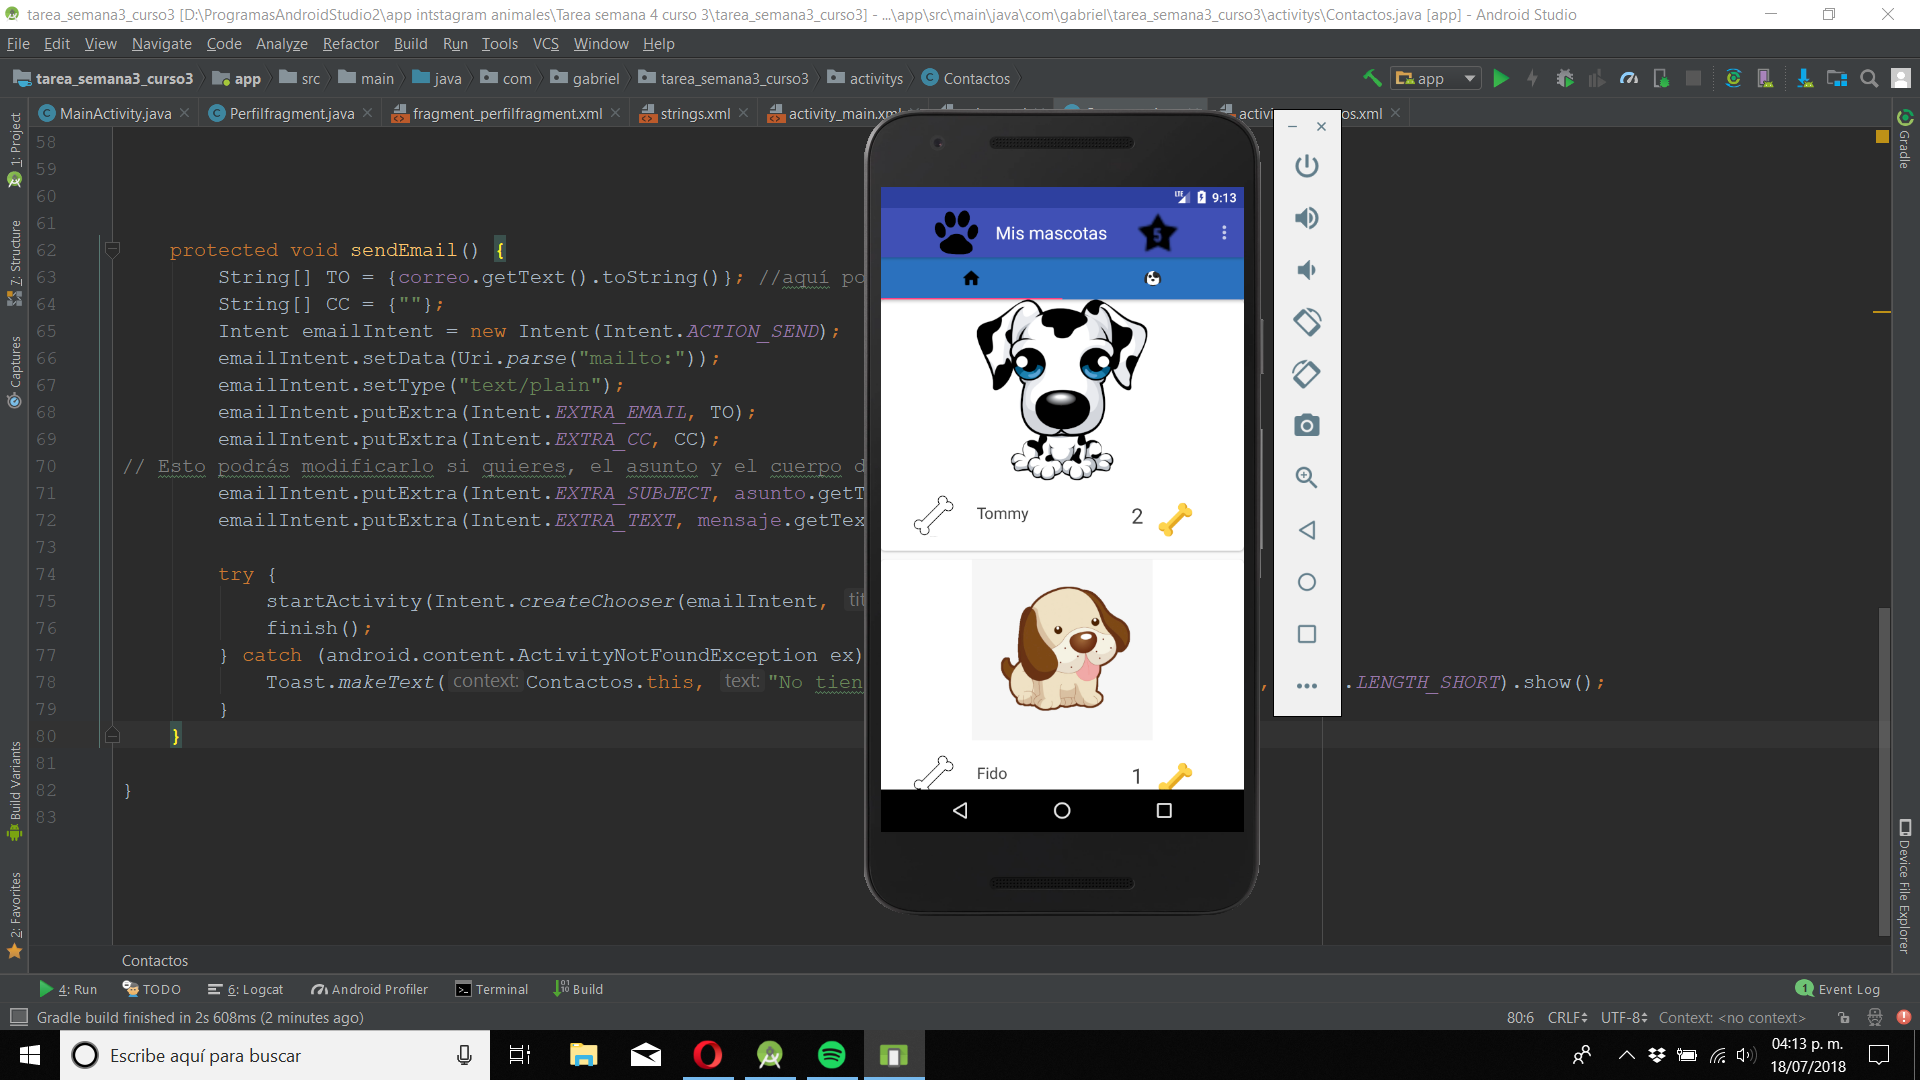 tarea_semana3_curso3 [D:\ProgramasAndroidStudio2\app intstagram animales\Tarea semana 4 curso 3\tarea_semana3_curso3] - ...\app\src\main\java\com\gabriel\tarea_semana3_curso3\activitys\Contactos.java [app] - Android Studio
File Edit View Navigate Code Analyze Refactor Build Run Tools VCS Window Help
tarea_semana3_curso3 app src main java com gabriel tarea_semana3_curso3 activitys Contactos
app
MainActivity.java Perfilfragment.java fragment_perfilfragment.xml strings.xml activity_main.xml
1: Project
7: Structure
Captures
Build Variants
2: Favorites
Gradle
Device File Explorer
58
59
60
61
62 protected void sendEmail() {
63 String[] TO = {correo.getText().toString()}; //aquí po
64 String[] CC = {""};
65 Intent emailIntent = new Intent(Intent.ACTION_SEND);
66 emailIntent.setData(Uri.parse("mailto:"));
67 emailIntent.setType("text/plain");
68 emailIntent.putExtra(Intent.EXTRA_EMAIL, TO);
69 emailIntent.putExtra(Intent.EXTRA_CC, CC);
70 // Esto podrás modificarlo si quieres, el asunto y el cuerpo d
71 emailIntent.putExtra(Intent.EXTRA_SUBJECT, asunto.getT
72 emailIntent.putExtra(Intent.EXTRA_TEXT, mensaje.getTex
73
74 try {
75 startActivity(Intent.createChooser(emailIntent, tit
76 finish();
77 } catch (android.content.ActivityNotFoundException ex)
78 Toast.makeText( context: Contactos.this, text: "No tien , .LENGTH_SHORT).show();
79 }
80 }
81
82 }
83
LTE 9:13
Mis mascotas 5
Tommy 2
Fido 1
Contactos
4: Run TODO 6: Logcat Android Profiler Terminal Build
1 Event Log
Gradle build finished in 2s 608ms (2 minutes ago)
80:6 CRLF UTF-8 Context: <no context>
Escribe aquí para buscar
04:13 p. m.
18/07/2018